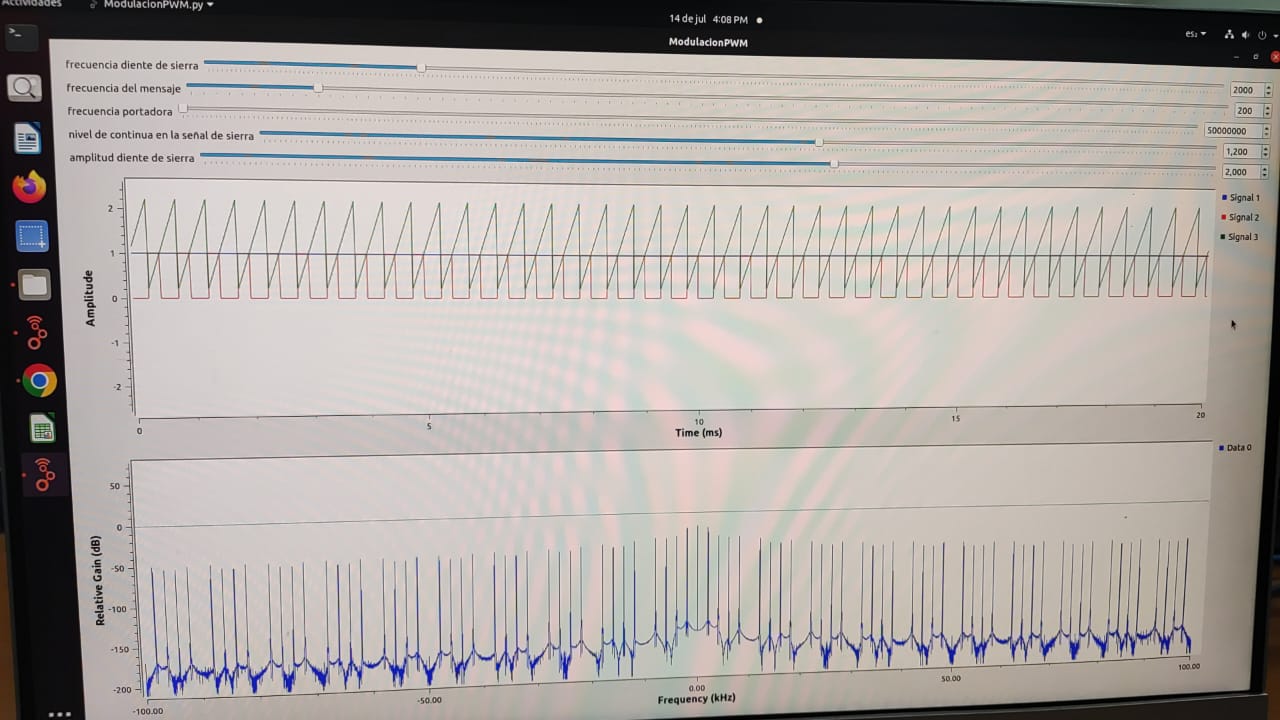 Actividades ModulacionPWM.py
14 de jul 4:08 PM
es₂
ModulacionPWM
frecuencia diente de sierra 2000
frecuencia del mensaje 200
frecuencia portadora 50000000
nivel de continua en la señal de sierra 1,200
amplitud diente de sierra 2,000
Signal 1
Signal 2
Signal 3
Amplitude
2
1
0
-1
-2
0 5 10 15 20
Time (ms)
Data 0
Relative Gain (dB)
50
0
-50
-100
-150
-200
-100.00 -50.00 0.00 50.00 100.00
Frequency (kHz)